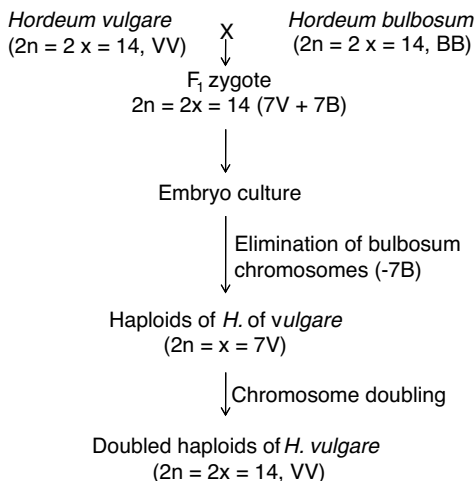 Hordeum vulgare
(2n = 2 x = 14, VV)
X
Hordeum bulbosum
(2n = 2 x = 14, BB)
F1 zygote
2n = 2x = 14 (7V + 7B)
Embryo culture
Elimination of bulbosum
chromosomes (-7B)
Haploids of H. of vulgare
(2n = x = 7V)
Chromosome doubling
Doubled haploids of H. vulgare
(2n = 2x = 14, VV)